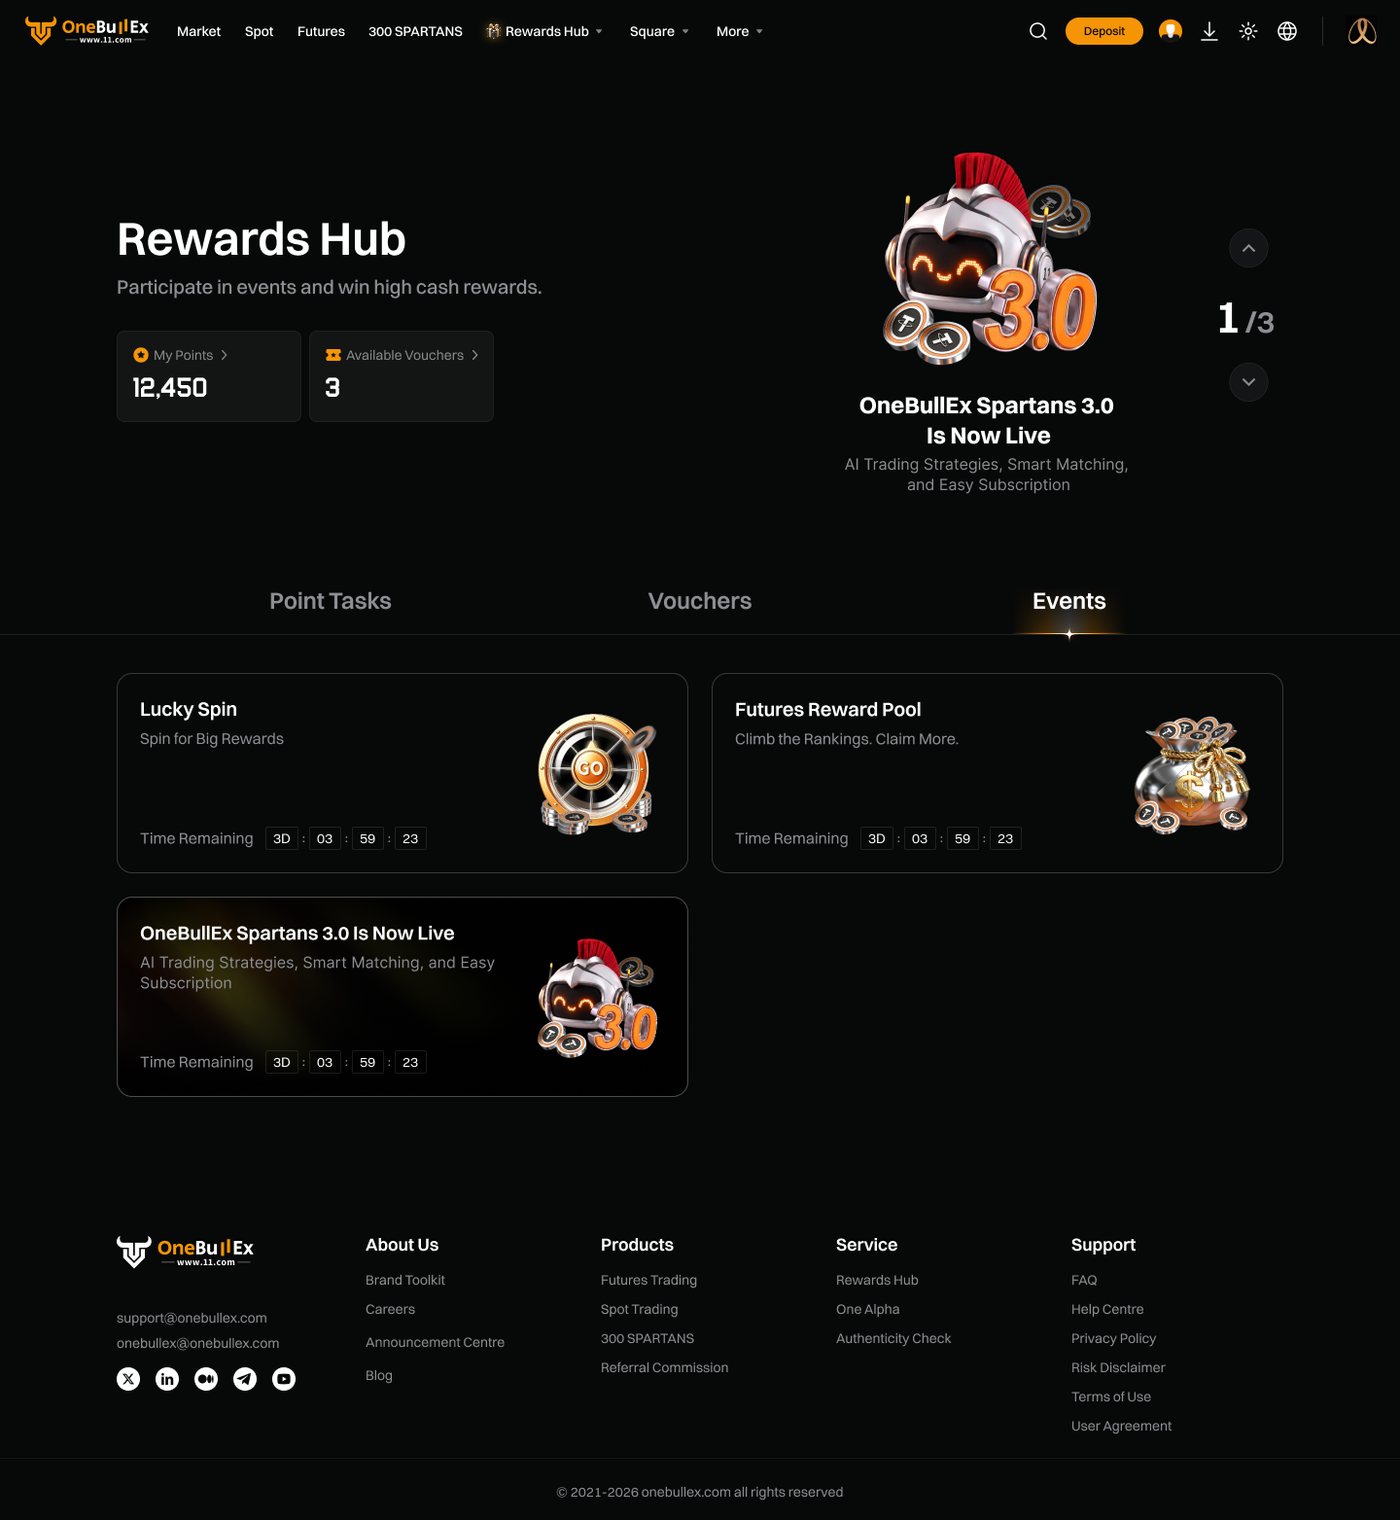 OneBullEx
www.11.com
Market
Spot
Futures
300 SPARTANS
Rewards Hub
Square
More
Deposit
Rewards Hub
Participate in events and win high cash rewards.
My Points
12,450
Available Vouchers
3
11
3.0
1 /3
OneBullEx Spartans 3.0
Is Now Live
AI Trading Strategies, Smart Matching,
and Easy Subscription
Point Tasks
Vouchers
Events
Lucky Spin
Spin for Big Rewards
GO
Time Remaining 3D : 03 : 59 : 23
Futures Reward Pool
Climb the Rankings. Claim More.
$
Time Remaining 3D : 03 : 59 : 23
OneBullEx Spartans 3.0 Is Now Live
AI Trading Strategies, Smart Matching, and Easy
Subscription
3.0
Time Remaining 3D : 03 : 59 : 23
OneBullEx
www.11.com
support@onebullex.com
onebullex@onebullex.com
About Us
Brand Toolkit
Careers
Announcement Centre
Blog
Products
Futures Trading
Spot Trading
300 SPARTANS
Referral Commission
Service
Rewards Hub
One Alpha
Authenticity Check
Support
FAQ
Help Centre
Privacy Policy
Risk Disclaimer
Terms of Use
User Agreement
© 2021-2026 onebullex.com all rights reserved